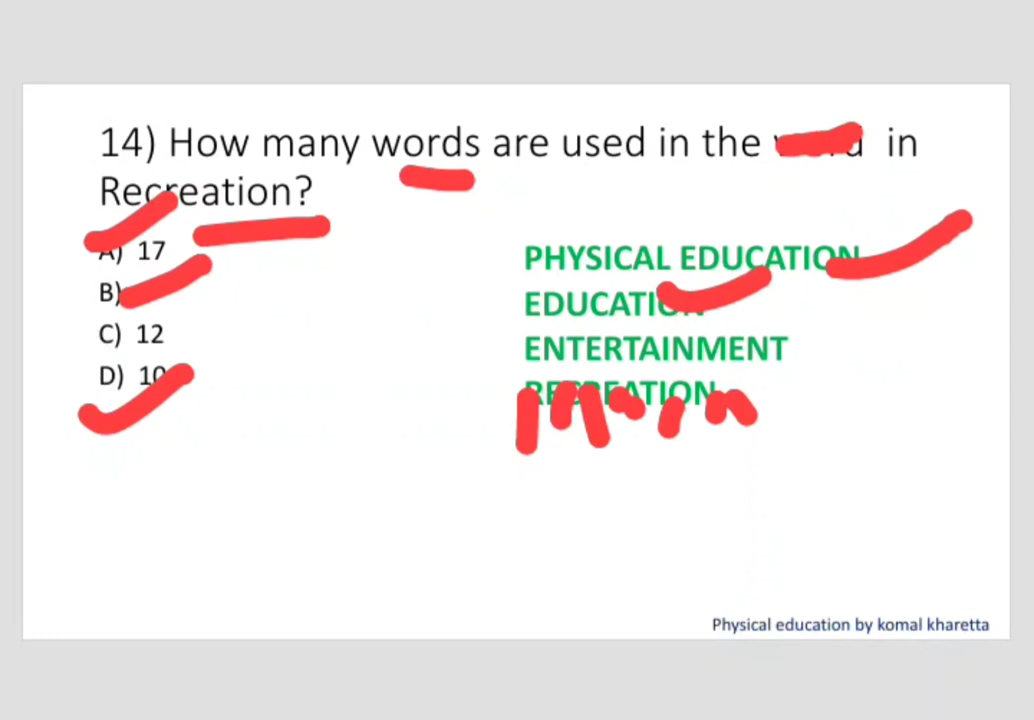 14) How many words are used in the in
Recreation?
A) 17
B)
C) 12
D) 10
PHYSICAL EDUCATION
EDUCATION
ENTERTAINMENT
RECREATION
Physical education by komal kharetta